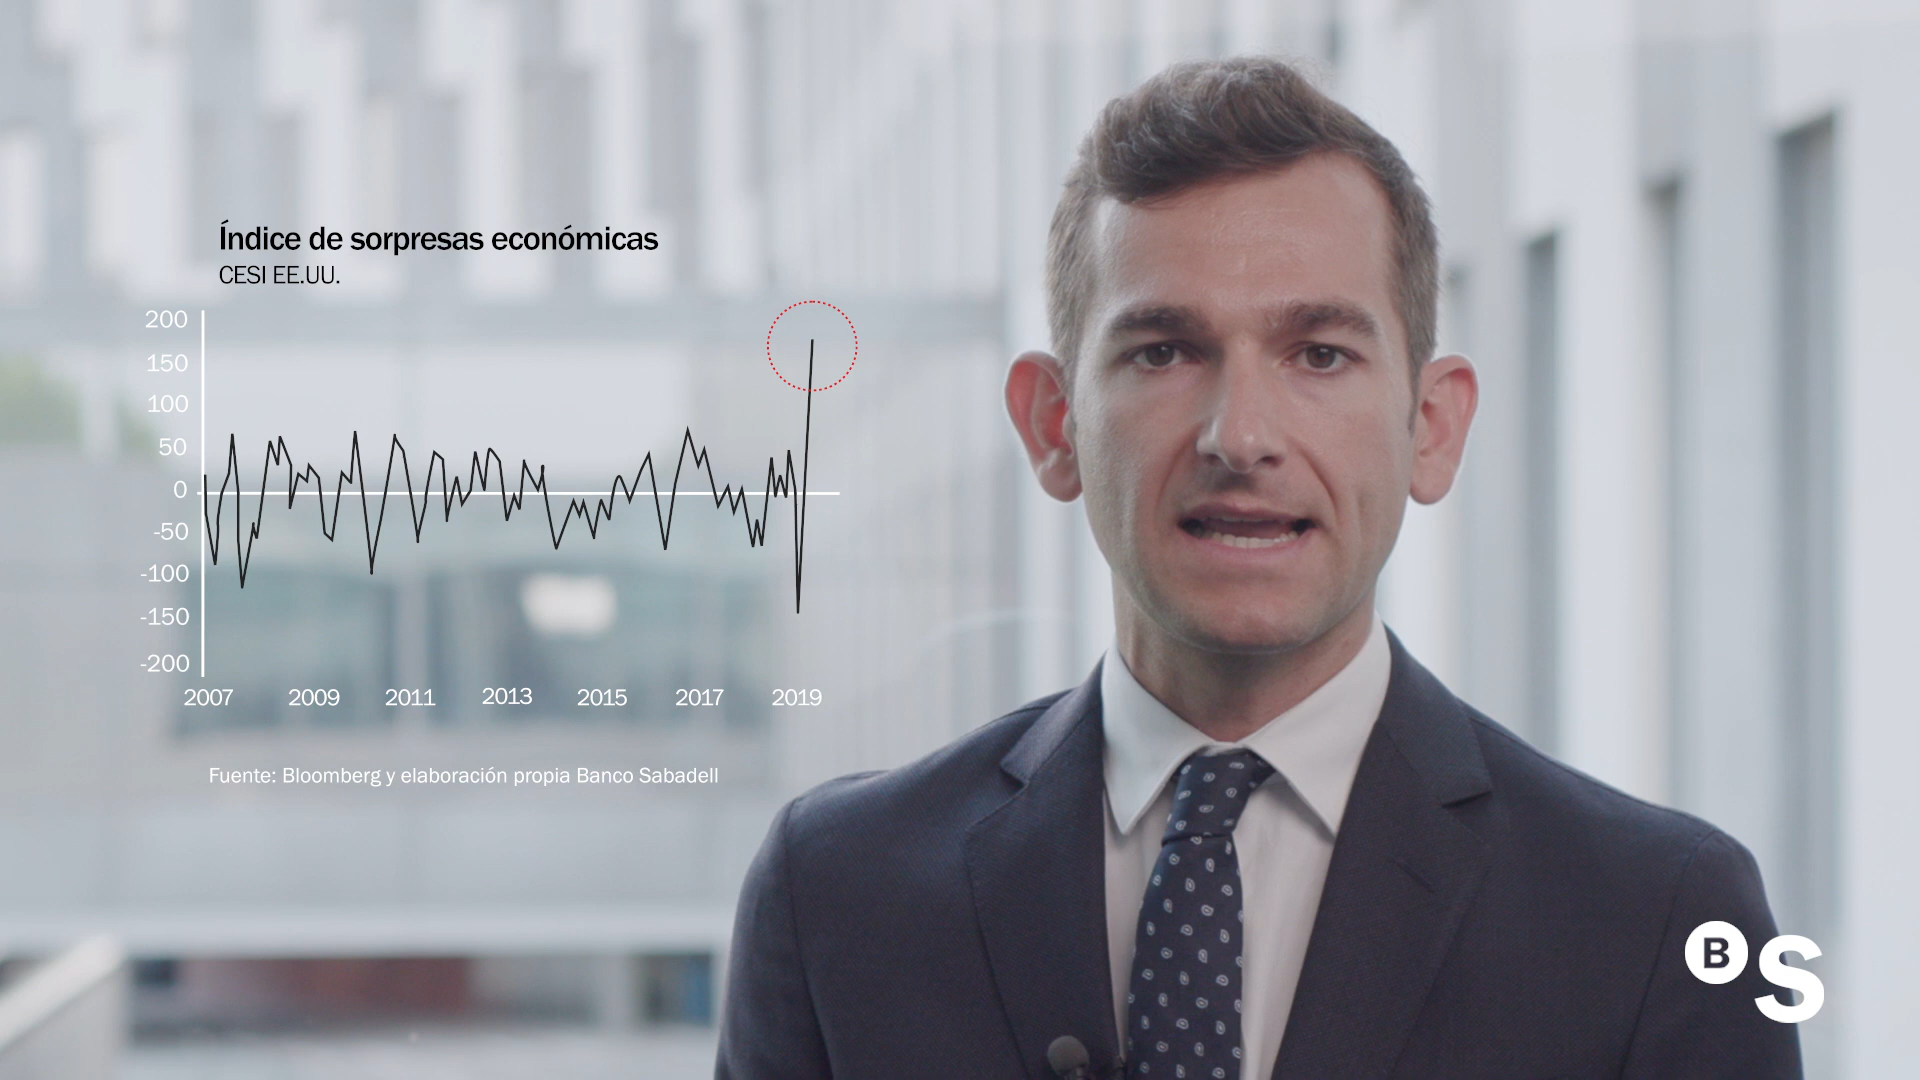 Índice de sorpresas económicas
CESI EE.UU.
200
150
100
50
0
-50
-100
-150
-200
2007 2009 2011 2013 2015 2017 2019
Fuente: Bloomberg y elaboración propia Banco Sabadell
B S